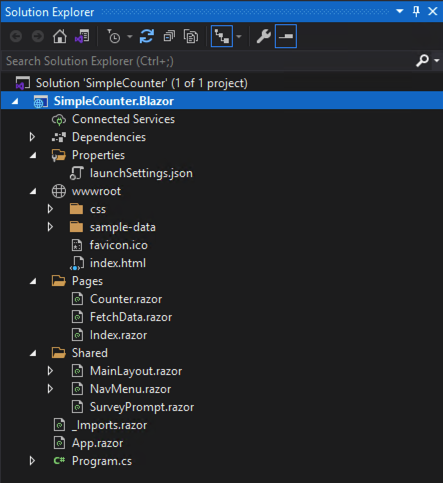 Solution Explorer
Search Solution Explorer (Ctrl+;)
Solution 'SimpleCounter' (1 of 1 project)
SimpleCounter.Blazor
Connected Services
Dependencies
Properties
launchSettings.json
wwwroot
css
sample-data
favicon.ico
index.html
Pages
Counter.razor
FetchData.razor
Index.razor
Shared
MainLayout.razor
NavMenu.razor
SurveyPrompt.razor
_Imports.razor
App.razor
C# Program.cs